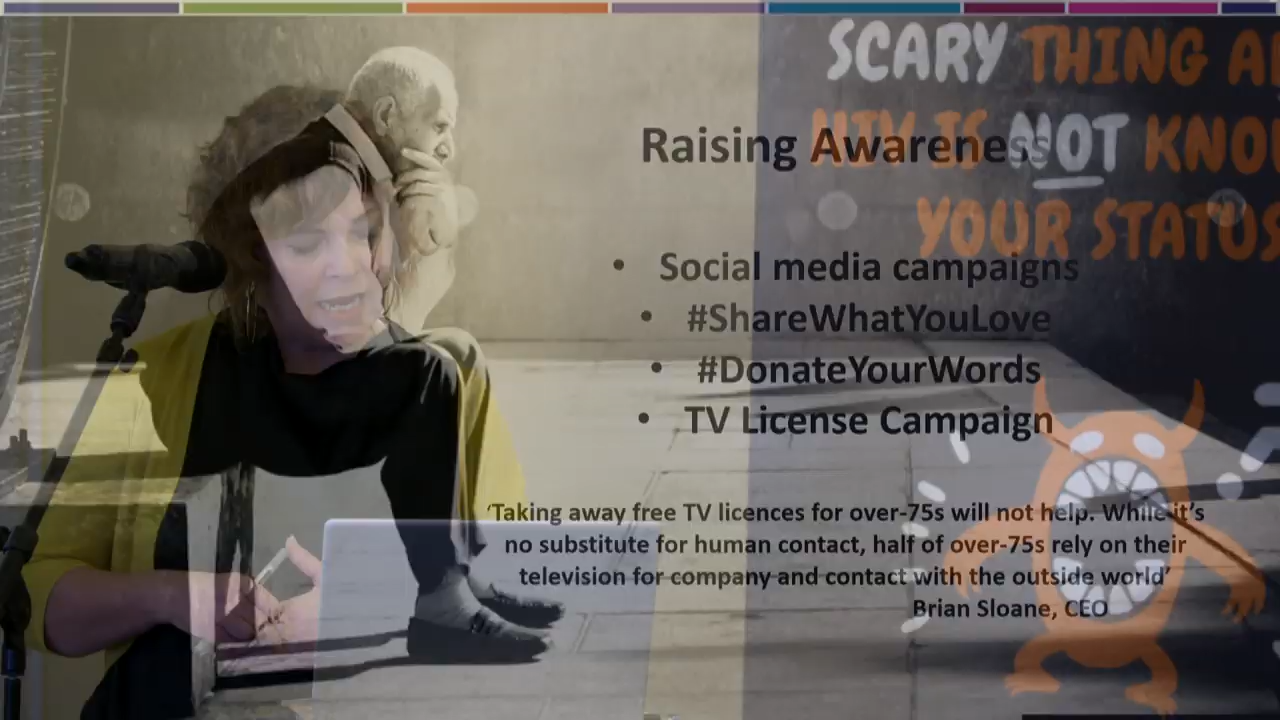 SCARY THING A
HIV IS NOT KNO
YOUR STATUS
Raising Awareness
• Social media campaigns
• #ShareWhatYouLove
• #DonateYourWords
• TV License Campaign
‘Taking away free TV licences for over-75s will not help. While it’s
no substitute for human contact, half of over-75s rely on their
television for company and contact with the outside world’
Brian Sloane, CEO